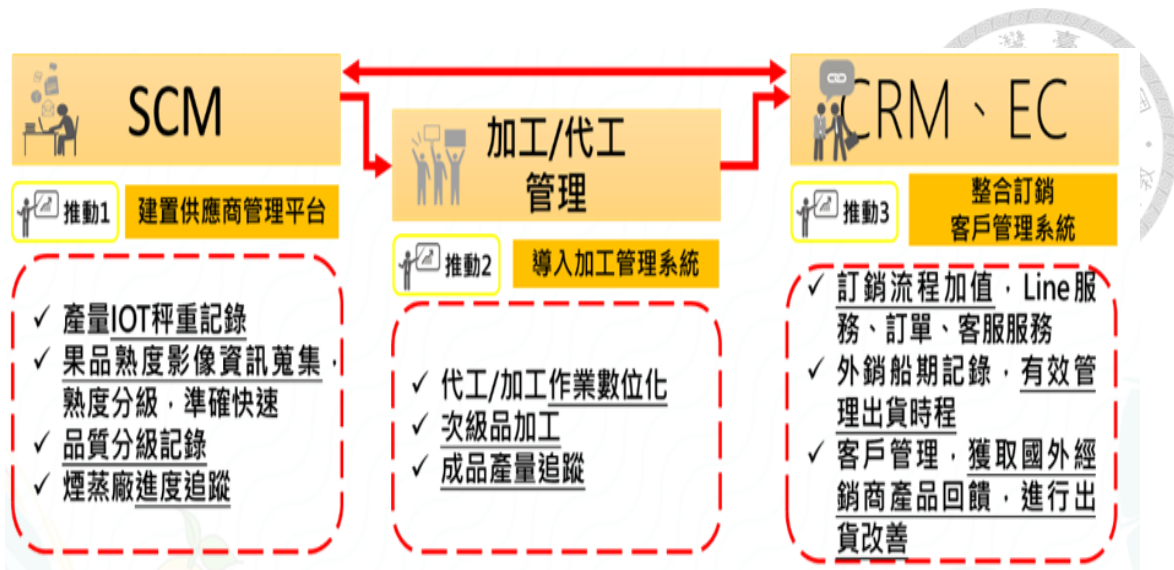 SCM
推動1
建置供應商管理平台
✓ 產量IOT秤重記錄
✓ 果品熟度影像資訊蒐集，
熟度分級，準確快速
✓ 品質分級記錄
✓ 煙蒸廠進度追蹤
加工/代工
管理
推動2
導入加工管理系統
✓ 代工/加工作業數位化
✓ 次級品加工
✓ 成品產量追蹤
CRM、EC
推動3
整合訂銷
客戶管理系統
✓ 訂銷流程加值，Line服
務、訂單、客服服務
✓ 外銷船期記錄，有效管
理出貨時程
✓ 客戶管理，獲取國外經
銷商產品回饋，進行出
貨改善